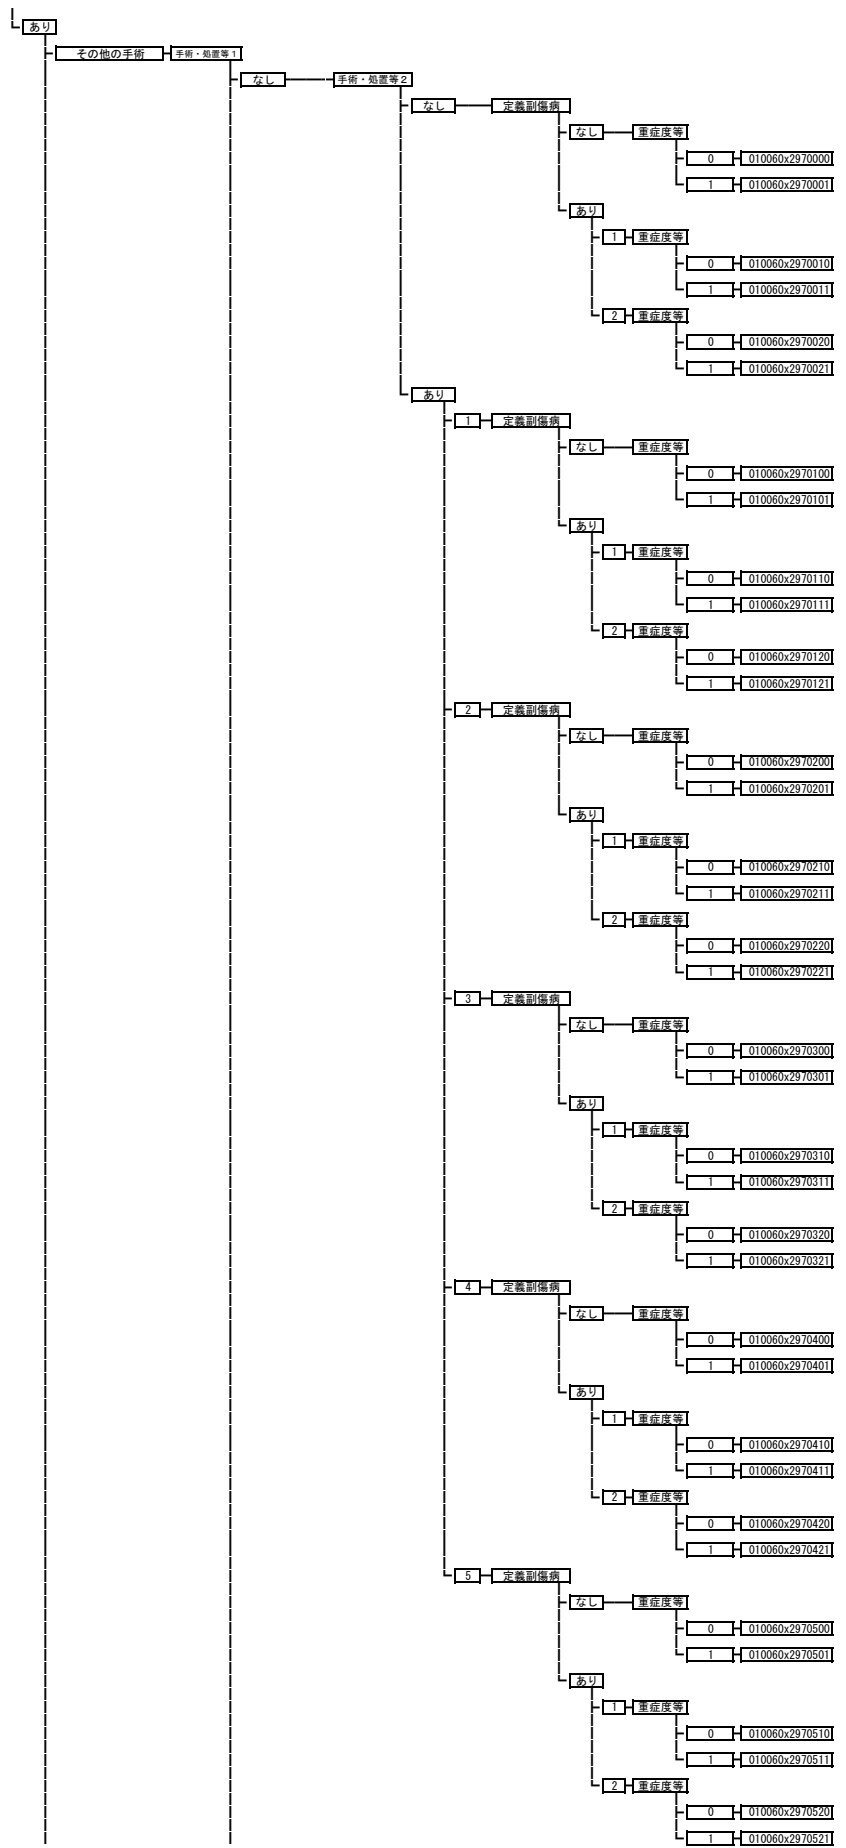 あり
その他の手術 手術・処置等１
なし 手術・処置等２
なし 定義副傷病
なし 重症度等
0 010060x2970000
1 010060x2970001
あり
1 重症度等
0 010060x2970010
1 010060x2970011
2 重症度等
0 010060x2970020
1 010060x2970021
あり
1 定義副傷病
なし 重症度等
0 010060x2970100
1 010060x2970101
あり
1 重症度等
0 010060x2970110
1 010060x2970111
2 重症度等
0 010060x2970120
1 010060x2970121
2 定義副傷病
なし 重症度等
0 010060x2970200
1 010060x2970201
あり
1 重症度等
0 010060x2970210
1 010060x2970211
2 重症度等
0 010060x2970220
1 010060x2970221
3 定義副傷病
なし 重症度等
0 010060x2970300
1 010060x2970301
あり
1 重症度等
0 010060x2970310
1 010060x2970311
2 重症度等
0 010060x2970320
1 010060x2970321
4 定義副傷病
なし 重症度等
0 010060x2970400
1 010060x2970401
あり
1 重症度等
0 010060x2970410
1 010060x2970411
2 重症度等
0 010060x2970420
1 010060x2970421
5 定義副傷病
なし 重症度等
0 010060x2970500
1 010060x2970501
あり
1 重症度等
0 010060x2970510
1 010060x2970511
2 重症度等
0 010060x2970520
1 010060x2970521